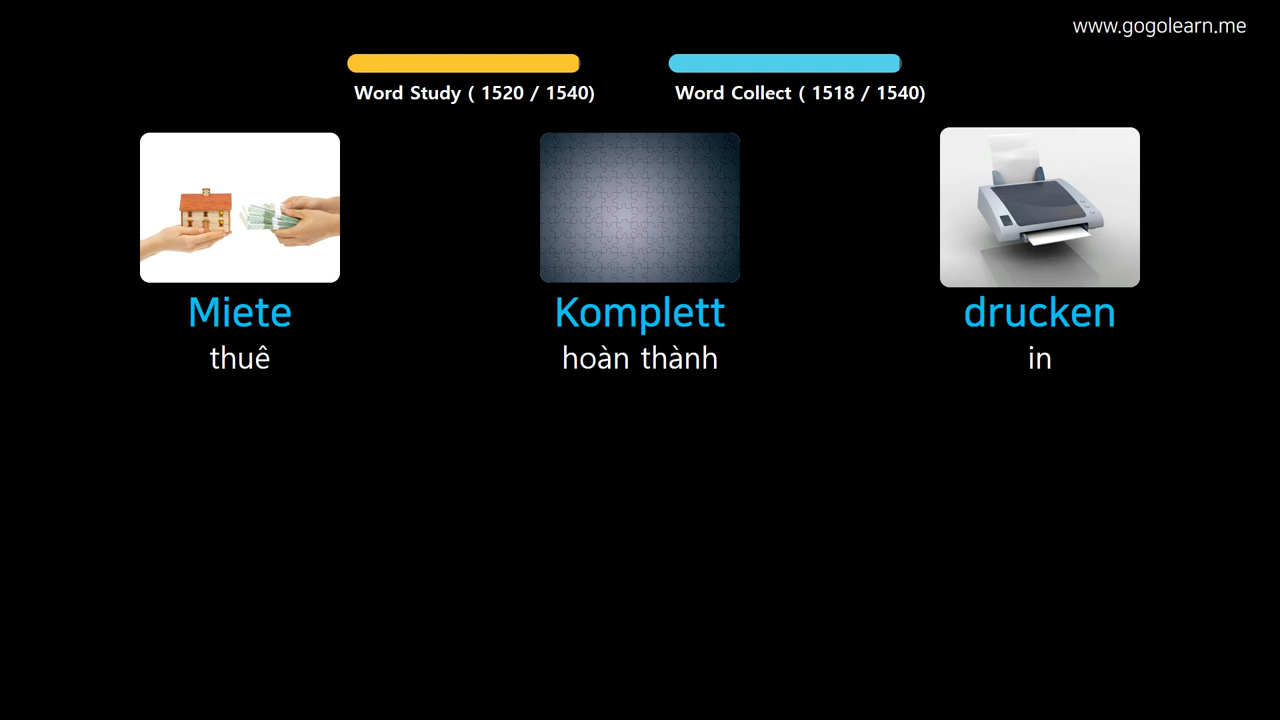 www.gogolearn.me
Word Study ( 1520 / 1540)
Word Collect ( 1518 / 1540)
Miete
thuê
Komplett
hoàn thành
drucken
in